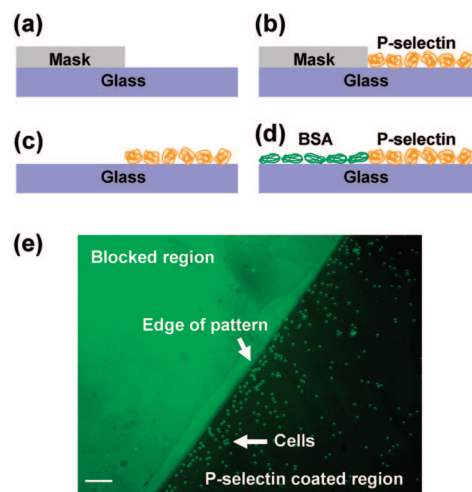 (a)
Mask
Glass
(b)
P-selectin
Mask
Glass
(c)
Glass
(d)
BSA
P-selectin
Glass
(e)
Blocked region
Edge of pattern
Cells
P-selectin coated region